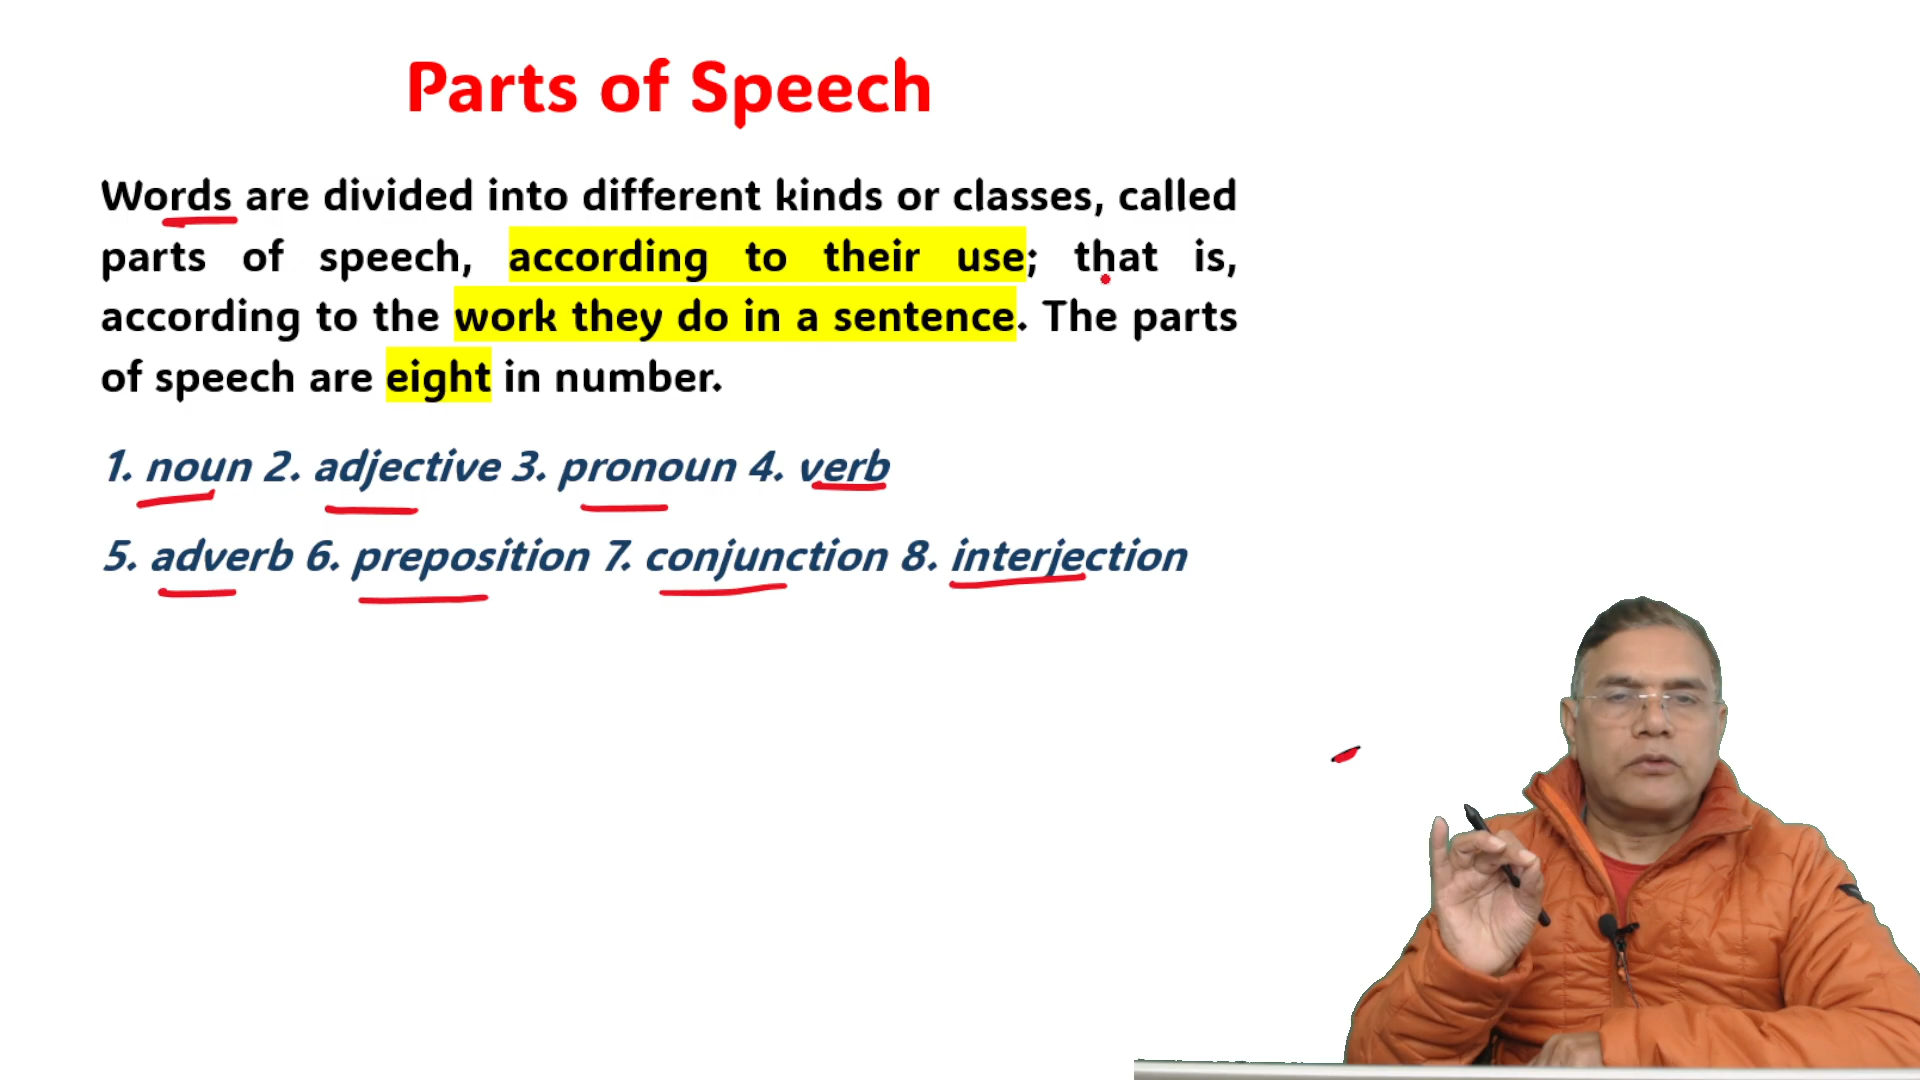 Parts of Speech
Words are divided into different kinds or classes, called
parts of speech, according to their use; that is,
according to the work they do in a sentence. The parts
of speech are eight in number.
1. noun 2. adjective 3. pronoun 4. verb
5. adverb 6. preposition 7. conjunction 8. interjection